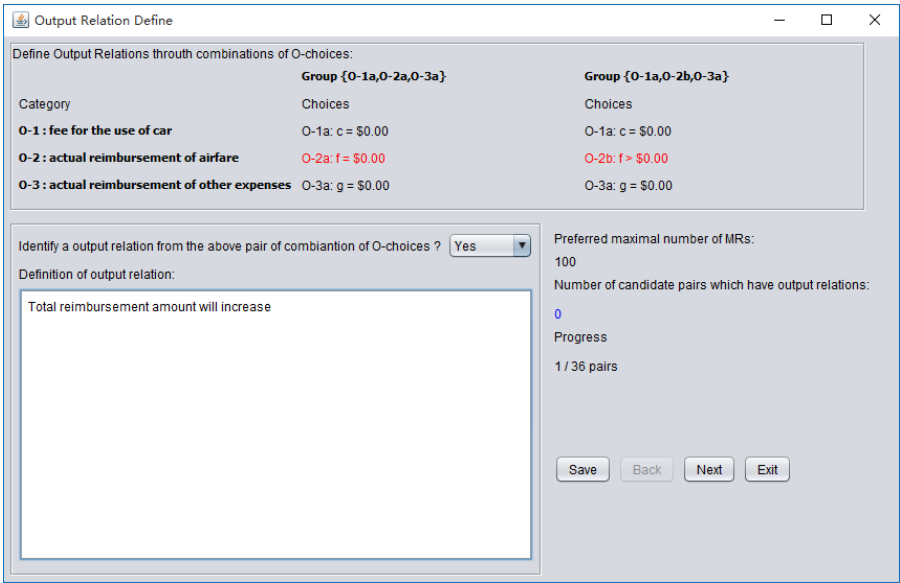 Output Relation Define
Define Output Relations throuth combinations of O-choices:
Group {O-1a,O-2a,O-3a} Group {O-1a,O-2b,O-3a}
Category Choices Choices
O-1 : fee for the use of car O-1a: c = $0.00 O-1a: c = $0.00
O-2 : actual reimbursement of airfare O-2a: f = $0.00 O-2b: f > $0.00
O-3 : actual reimbursement of other expenses O-3a: g = $0.00 O-3a: g = $0.00
Identify a output relation from the above pair of combiantion of O-choices ? Yes
Definition of output relation:
Total reimbursement amount will increase
Preferred maximal number of MRs:
100
Number of candidate pairs which have output relations:
0
Progress
1 / 36 pairs
Save Back Next Exit